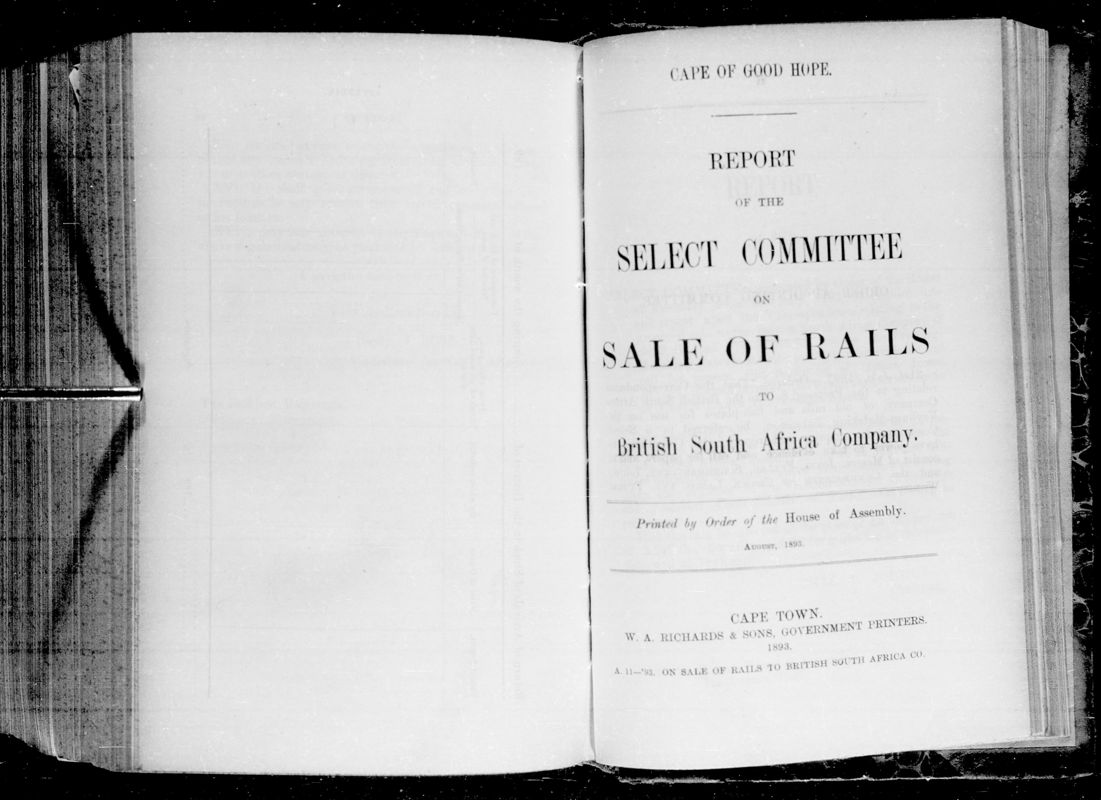 CAPE OF GOOD HOPE.
REPORT
OF THE
SELECT COMMITTEE
ON
SALE OF RAILS
TO
British South Africa Company.
Printed by Order of the House of Assembly.
AUGUST, 1893.
CAPE TOWN.
W. A. RICHARDS & SONS, GOVERNMENT PRINTERS.
1893.
A. 11—'93. ON SALE OF RAILS TO BRITISH SOUTH AFRICA CO.